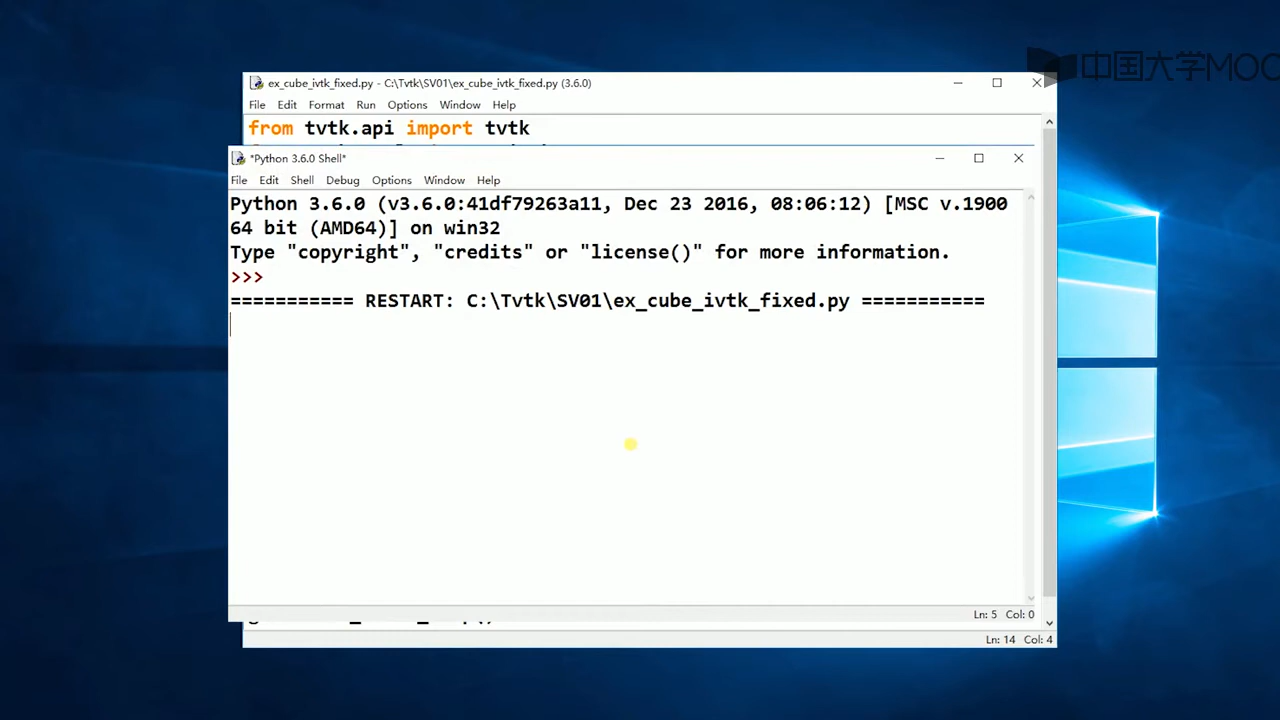 中国大学MOO
ex_cube_ivtk_fixed.py - C:\Tvtk\SV01\ex_cube_ivtk_fixed.py (3.6.0)
File Edit Format Run Options Window Help
from tvtk.api import tvtk
*Python 3.6.0 Shell*
File Edit Shell Debug Options Window Help
Python 3.6.0 (v3.6.0:41df79263a11, Dec 23 2016, 08:06:12) [MSC v.1900
64 bit (AMD64)] on win32
Type "copyright", "credits" or "license()" for more information.
>>>
=========== RESTART: C:\Tvtk\SV01\ex_cube_ivtk_fixed.py ===========
Ln: 5 Col: 0
Ln: 14 Col: 4